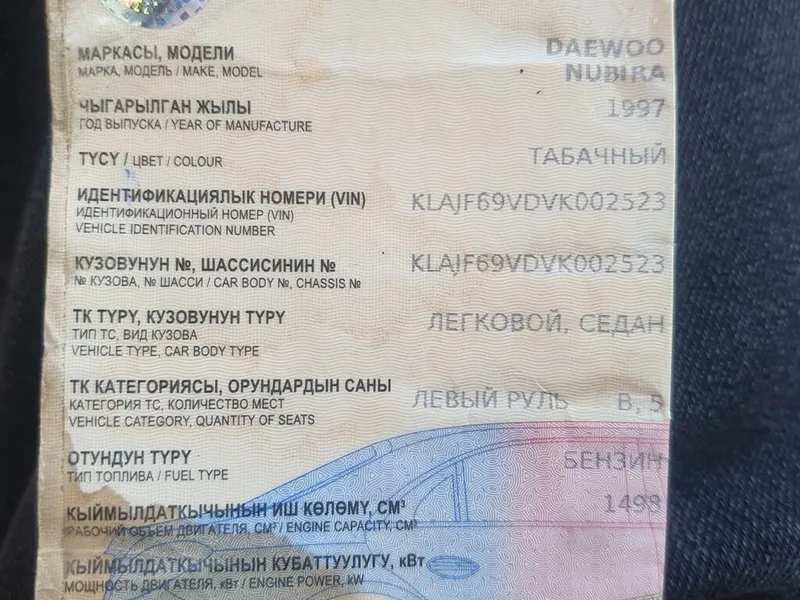 МАРКАСЫ, МОДЕЛИ DAEWOO
МАРКА, МОДЕЛЬ / MAKE, MODEL NUBIRA
ЧЫГАРЫЛГАН ЖЫЛЫ 1997
ГОД ВЫПУСКА / YEAR OF MANUFACTURE
ТҮСҮ / ЦВЕТ / COLOUR ТАБАЧНЫЙ
ИДЕНТИФИКАЦИЯЛЫК НОМЕРИ (VIN) KLAJF69VDVK002523
ИДЕНТИФИКАЦИОННЫЙ НОМЕР (VIN)
VEHICLE IDENTIFICATION NUMBER
КУЗОВУНУН №, ШАССИСИНИН № KLAJF69VDVK002523
№ КУЗОВА, № ШАССИ / CAR BODY №, CHASSIS №
ТК ТҮРҮ, КУЗОВУНУН ТҮРҮ ЛЕГКОВОЙ, СЕДАН
ТИП ТС, ВИД КУЗОВА
VEHICLE TYPE, CAR BODY TYPE
ТК КАТЕГОРИЯСЫ, ОРУНДАРДЫН САНЫ ЛЕВЫЙ РУЛЬ B, 5
КАТЕГОРИЯ ТС, КОЛИЧЕСТВО МЕСТ
VEHICLE CATEGORY, QUANTITY OF SEATS
ОТУНДУН ТҮРҮ БЕНЗИН
ТИП ТОПЛИВА / FUEL TYPE
КЫЙМЫЛДАТКЫЧЫНЫН ИШ КӨЛӨМҮ, СМ³ 1498
РАБОЧИЙ ОБЪЕМ ДВИГАТЕЛЯ, СМ³ / ENGINE CAPACITY, CM³
КЫЙМЫЛДАТКЫЧЫНЫН КУБАТТУУЛУГУ, кВт
МОЩНОСТЬ ДВИГАТЕЛЯ, кВт / ENGINE POWER, kW